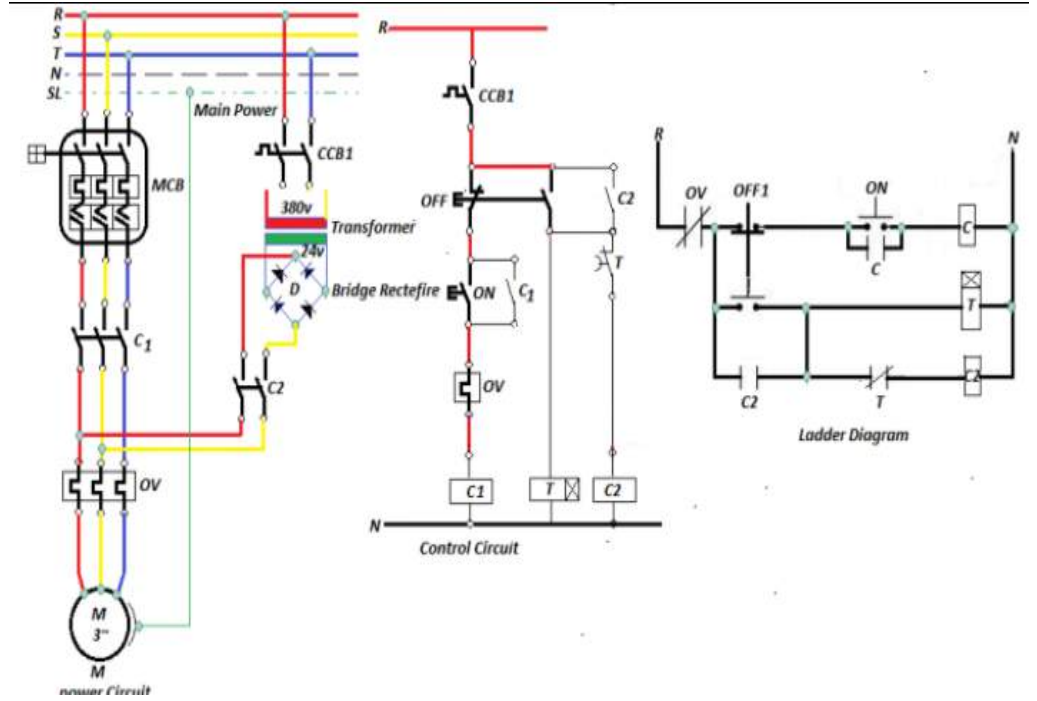 R
S
T
N
SL
Main Power
MCB
CCB1
380v
Transformer
24v
D
Bridge Rectefire
C1
C2
OV
M
3~
M
power Circuit
R
CCB1
OFF
C2
T
ON
C1
OV
C1
T
C2
N
Control Circuit
R
N
OV
OFF1
ON
C
C
T
C2
T
C2
Ladder Diagram